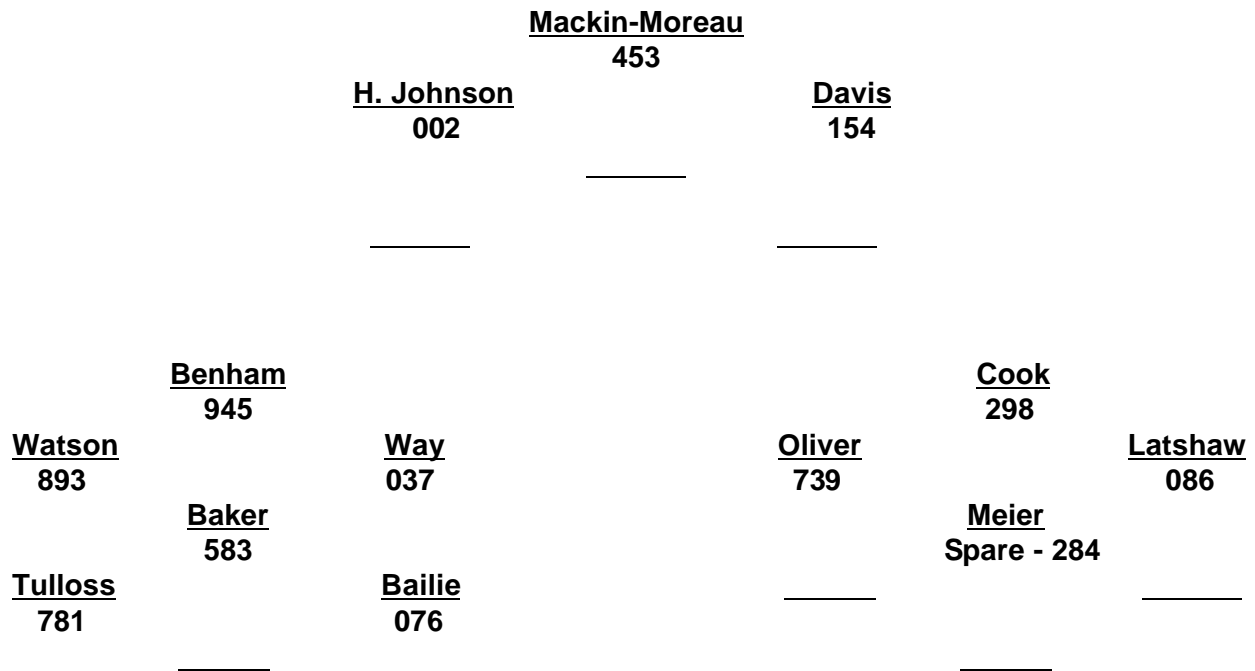 Mackin-Moreau
453
H. Johnson Davis
002 154
Benham Cook
945 298
Watson Way Oliver Latshaw
893 037 739 086
Baker Meier
583 Spare - 284
Tulloss Bailie
781 076